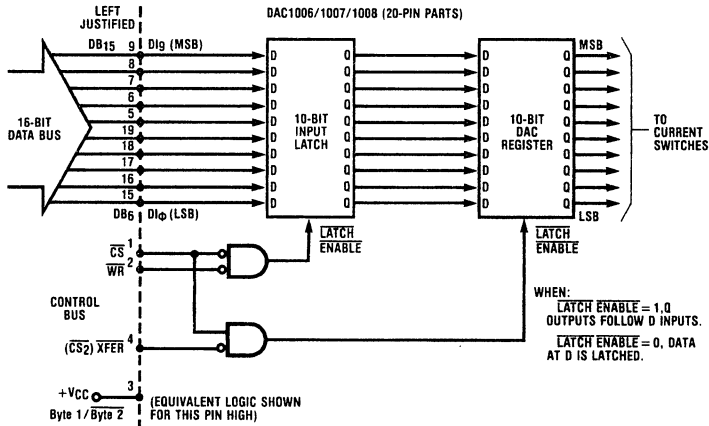 LEFT
JUSTIFIED
DAC1006/1007/1008 (20-PIN PARTS)
DB15 9 DI9 (MSB)
8
7
6
5
19
18
17
16
15
DB6 DIΦ (LSB)
16-BIT
DATA BUS
D Q
D Q
D Q
D Q
D Q
D Q
D Q
D Q
D Q
D Q
10-BIT
INPUT
LATCH
D Q
D Q
D Q
D Q
D Q
D Q
D Q
D Q
D Q
D Q
10-BIT
DAC
REGISTER
MSB
LSB
TO
CURRENT
SWITCHES
LATCH
ENABLE
LATCH
ENABLE
CS 1
WR 2
CONTROL
BUS
(CS2) XFER 4
+VCC 3
Byte 1/Byte 2
(EQUIVALENT LOGIC SHOWN
FOR THIS PIN HIGH)
WHEN:
LATCH ENABLE = 1,Q
OUTPUTS FOLLOW D INPUTS.
LATCH ENABLE = 0, DATA
AT D IS LATCHED.